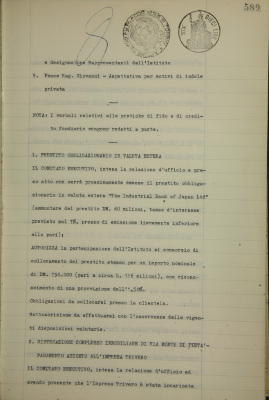 589
e designazione Rappresentanti dell'Istituto
5. Rag. Giovanni - Aspettativa per motivi di indole
privata
NOTA: I verbali relativi alle pratiche di fido e di credi-
to fondiario vengono redatti a parte.
1. PRESTITO OBBLIGAZIONARIO IN VALUTA ESTERA
IL COMITATO ESECUTIVO, intesa la relazione d'ufficio e pre-
so atto che verrà prossimamente emesso il prestito obbliga-
zionario in valuta estera "The Industrial Bank of Japan Ltd"
(ammontare del prestito DM. 60 milioni, tasso d'interesse
previsto nel 7%, prezzo di emissione lievemente inferiore
alla pari);
AUTORIZZA la partecipazione dell'Istituto al consorzio di
collocamento del prestito stesso per un importo nominale
di DM. 750.000 (pari a circa L. milioni), con ricono-
scimento di una provvigione dell'1,50%.
Obbligazioni da collocarsi presso la clientela.
Sottoscrizione da effettuarsi con l'osservanza delle vigen-
ti disposizioni valutarie.
2. RISTRUTTURAZIONE COMPLESSO IMMOBILIARE DI VIA MONTE DI PIETA'-
PAGAMENTO ACCONTO ALL'IMPRESA TRIVERO
IL COMITATO ESECUTIVO, intesa la relazione d'ufficio ed
avendo presente che l'Impresa Trivero è stata incaricata